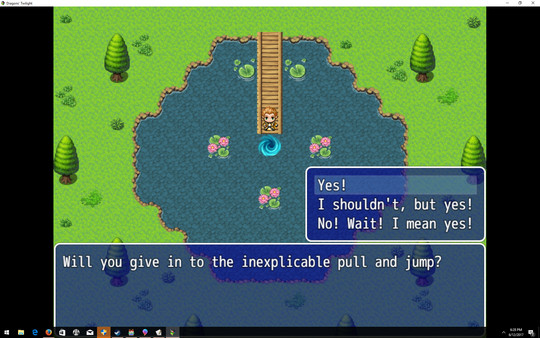 Dragons' Twilight
Yes!
I shouldn't, but yes!
No! Wait! I mean yes!
Will you give in to the inexplicable pull and jump?